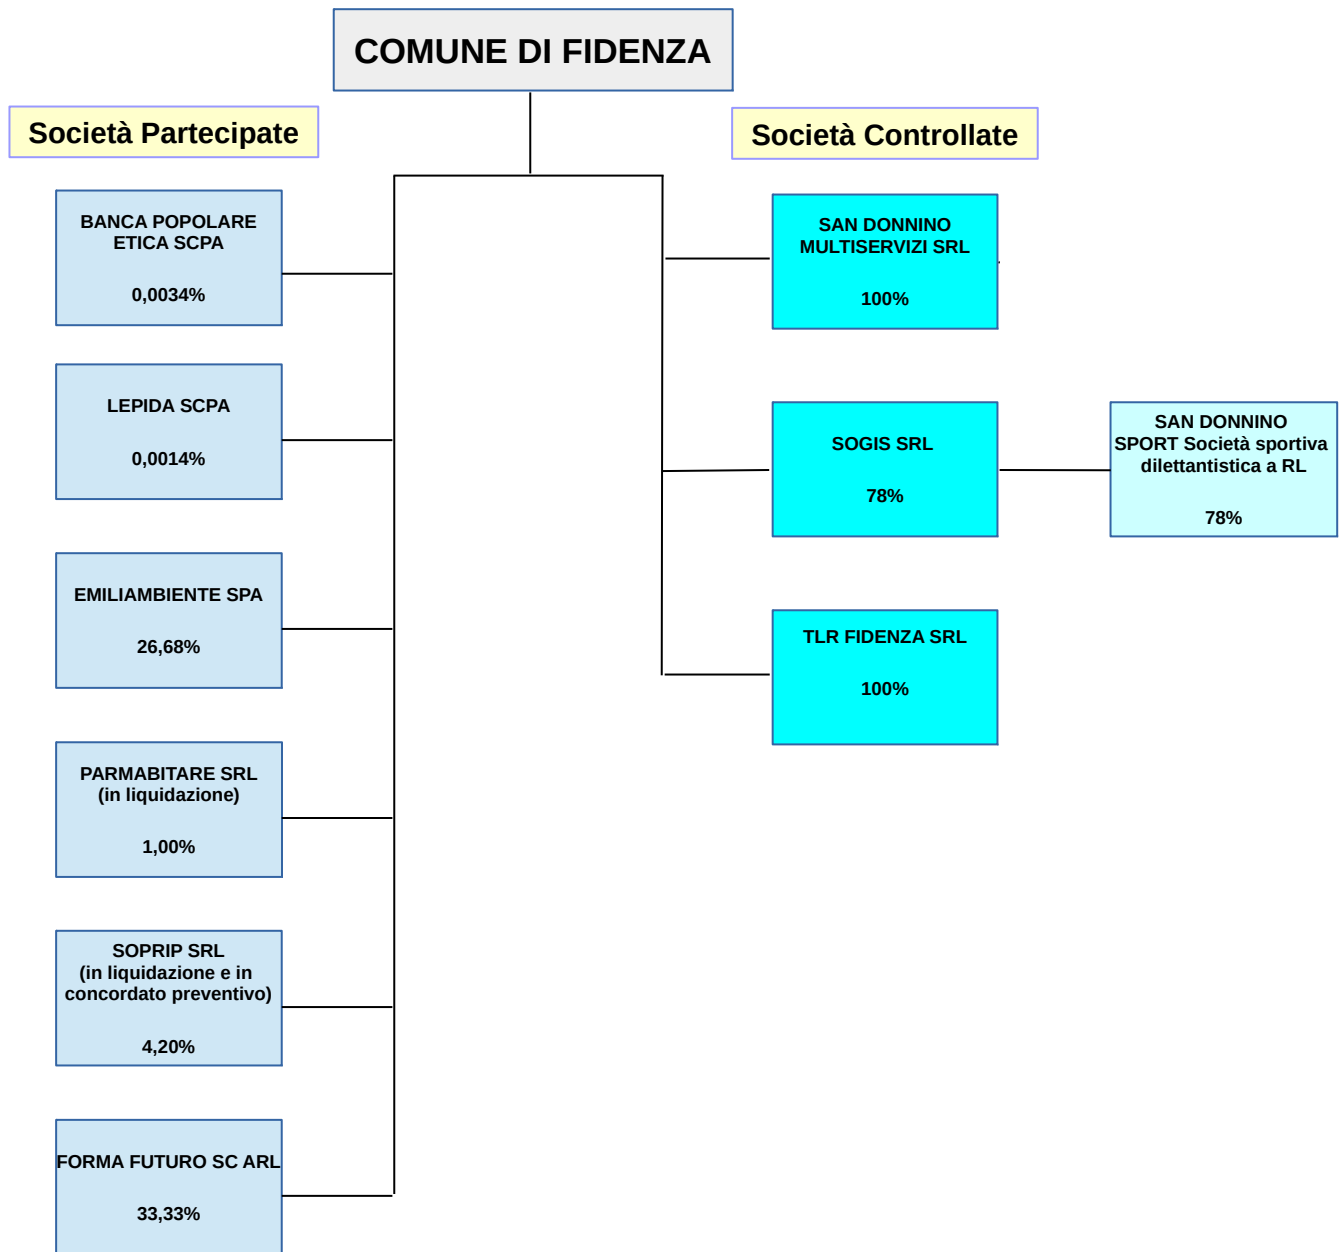 COMUNE DI FIDENZA
Società Partecipate
BANCA POPOLARE
ETICA SCPA
0,0034%
LEPIDA SCPA
0,0014%
EMILIAMBIENTE SPA
26,68%
PARMABITARE SRL
(in liquidazione)
1,00%
SOPRIP SRL
(in liquidazione e in
concordato preventivo)
4,20%
FORMA FUTURO SC ARL
33,33%
Società Controllate
SAN DONNINO
MULTISERVIZI SRL
100%
SOGIS SRL
78%
SAN DONNINO
SPORT Società sportiva
dilettantistica a RL
78%
TLR FIDENZA SRL
100%